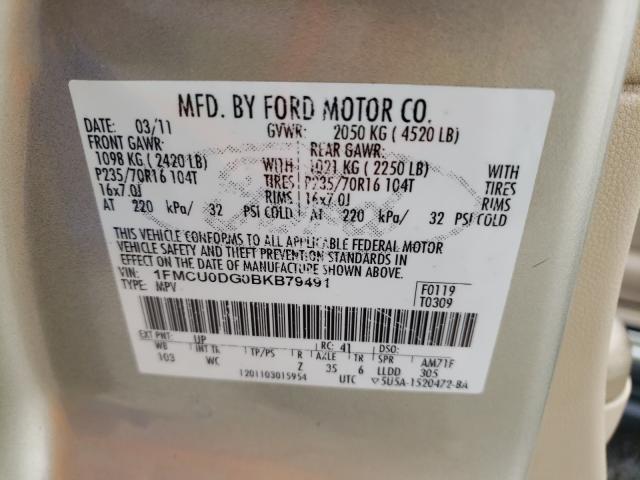 MFD. BY FORD MOTOR CO.
DATE: 03/11 GVWR: 2050 KG ( 4520 LB)
FRONT GAWR: REAR GAWR:
1098 KG ( 2420 LB) WITH 1021 KG ( 2250 LB) WITH
P235/70R16 104T TIRES P235/70R16 104T TIRES
16x7.0J RIMS 16x7.0J RIMS
AT 220 kPa/ 32 PSI COLD AT 220 kPa/ 32 PSI COLD
THIS VEHICLE CONFORMS TO ALL APPLICABLE FEDERAL MOTOR
VEHICLE SAFETY AND THEFT PREVENTION STANDARDS IN
EFFECT ON THE DATE OF MANUFACTURE SHOWN ABOVE.
VIN: 1FMCU0DG0BKB79491 F0119
TYPE: MPV T0309
EXT PNT: UP RC: 41 DSO:
WB INT TR TP/PS R AXLE TR SPR AM71F
103 WC Z 35 6 LLDD 305
1201103015954 UTC ▽5U5A-1520472-BA